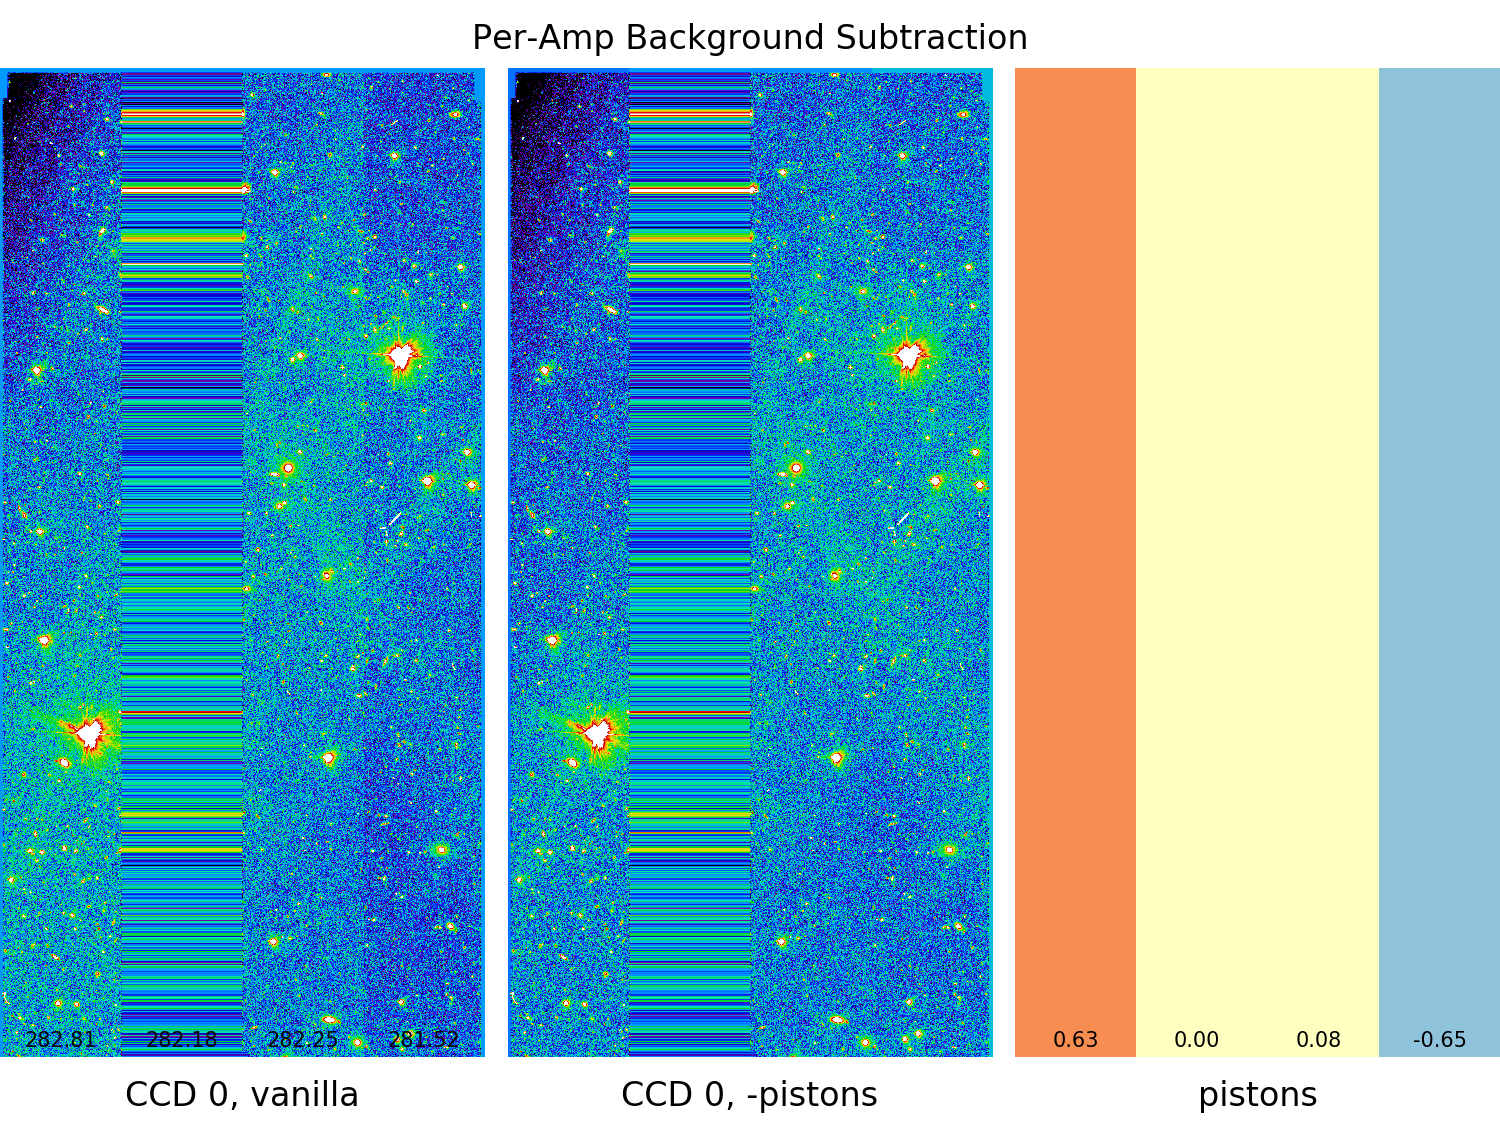 Per-Amp Background Subtraction
282.81 282.18 282.25 281.52
0.63 0.00 0.08 -0.65
CCD 0, vanilla
CCD 0, -pistons
pistons